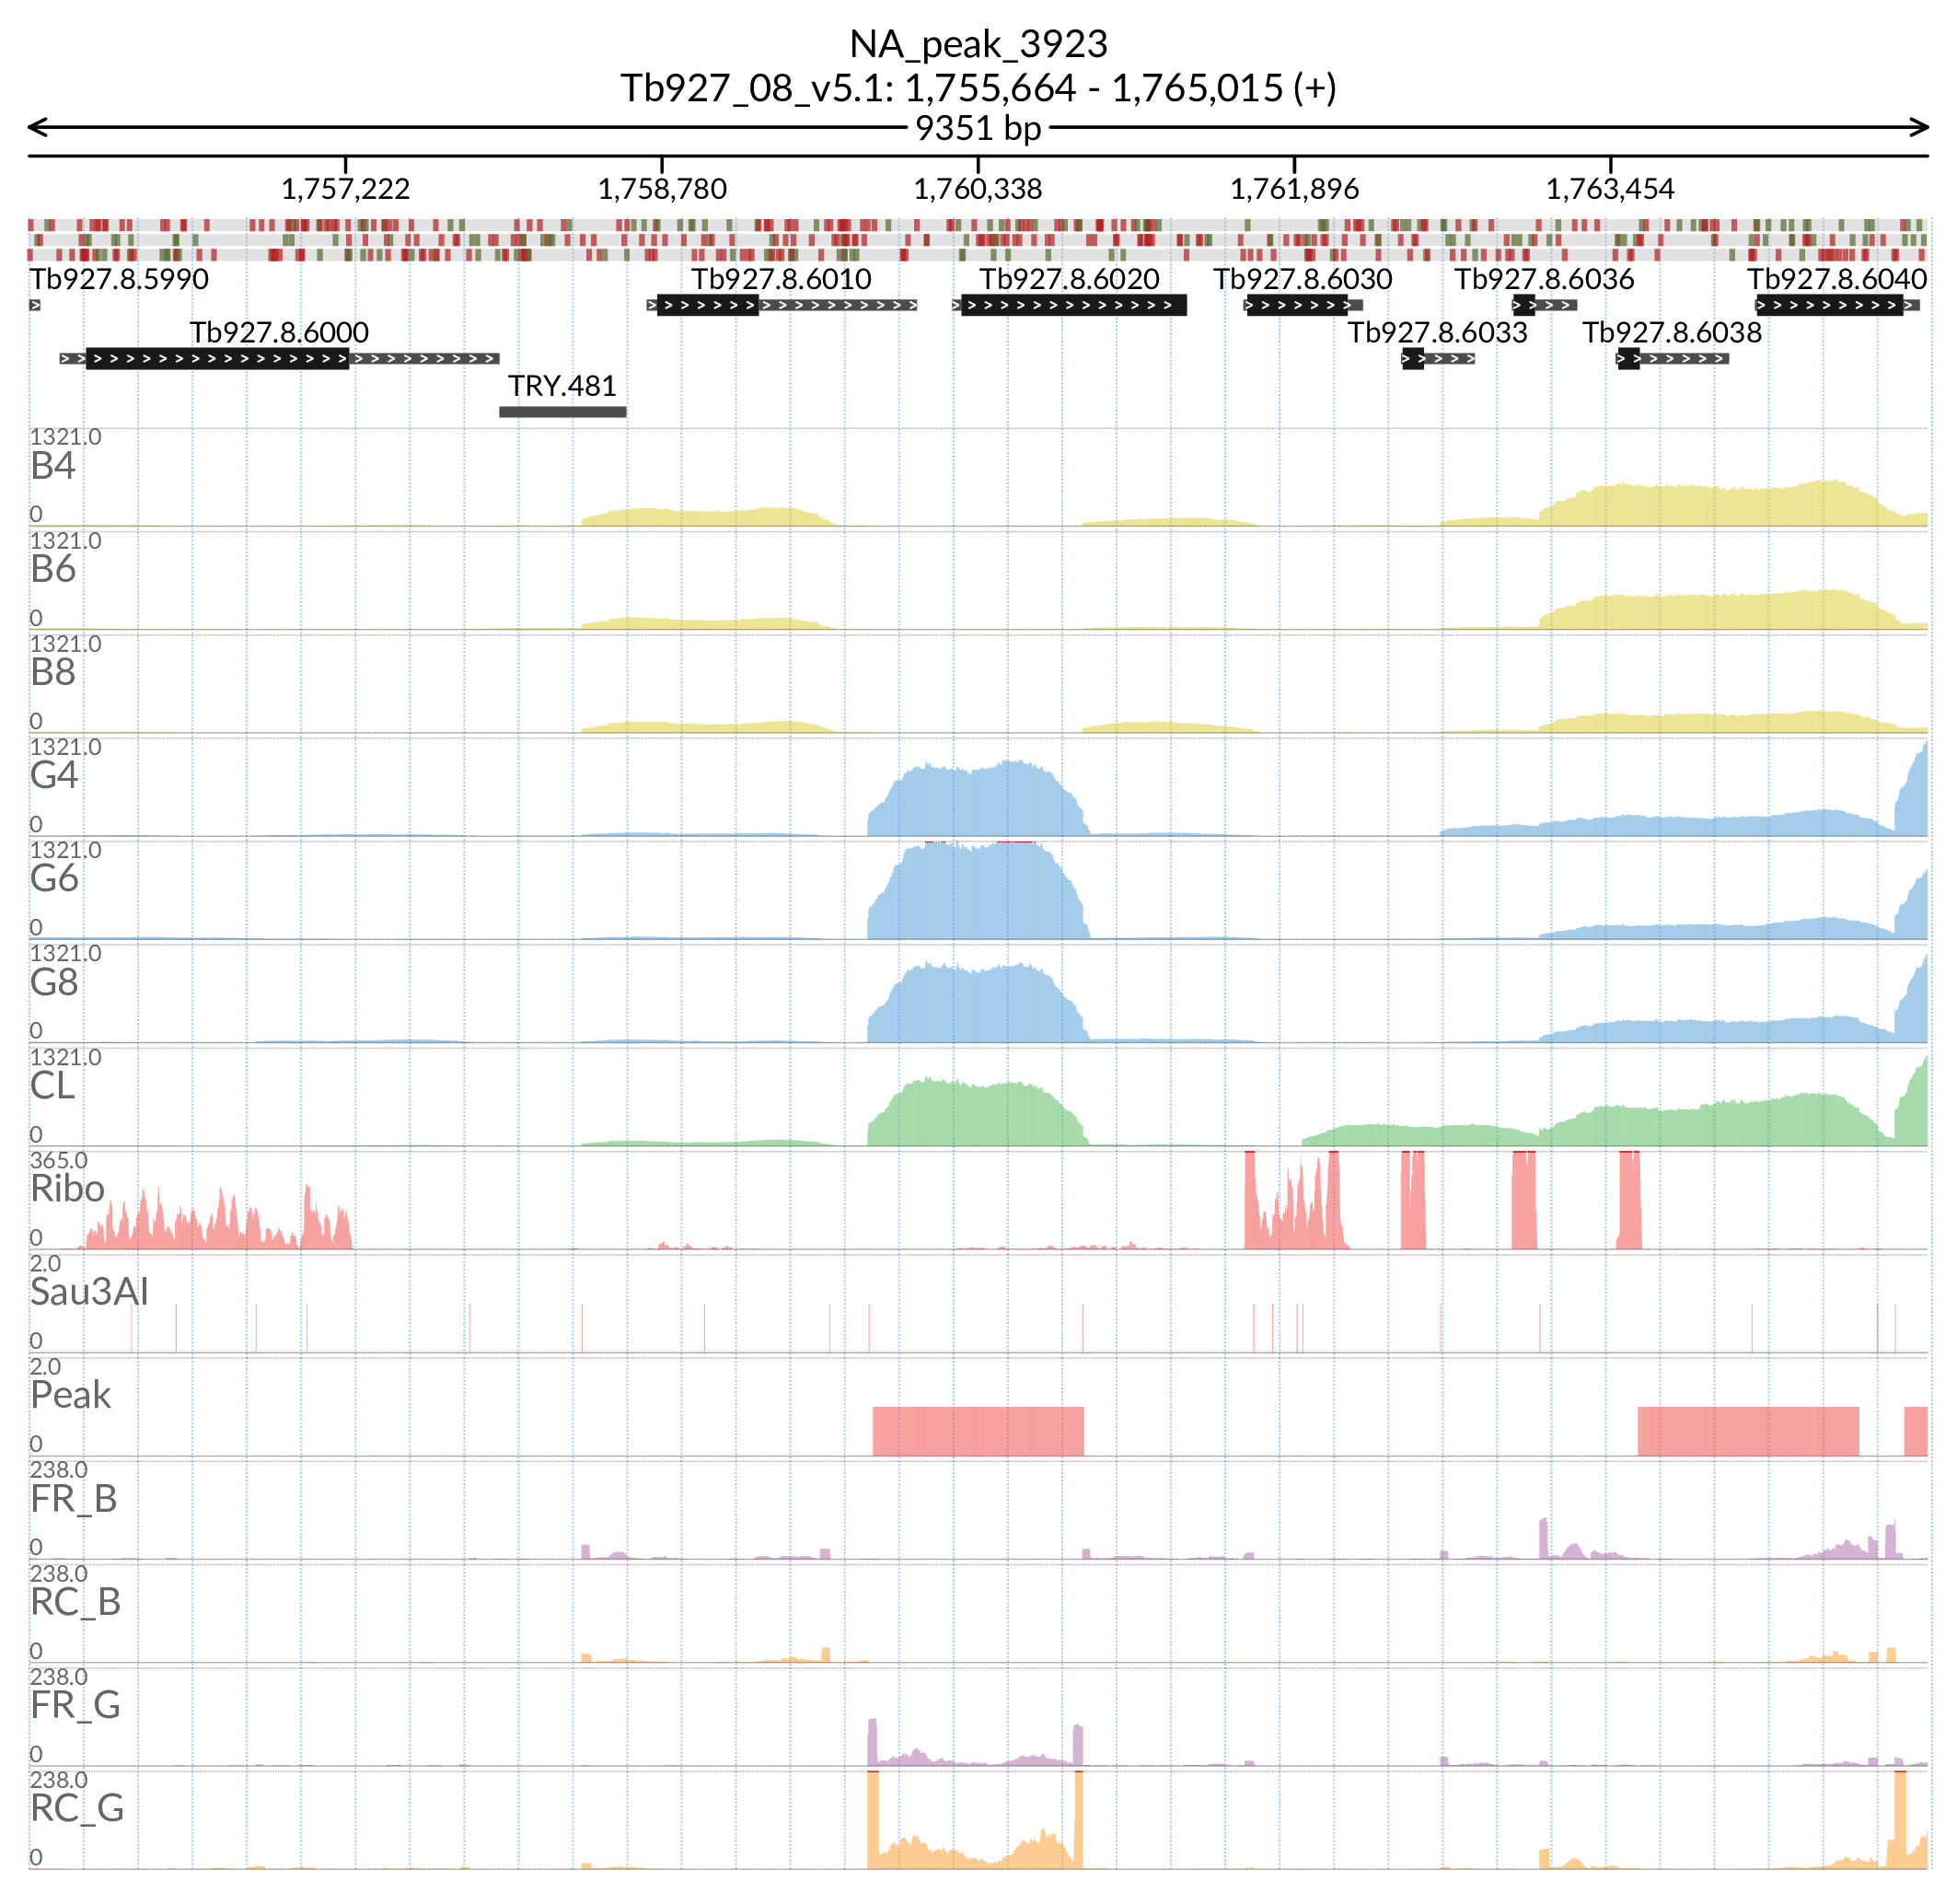 NA_peak_3923
Tb927_08_v5.1: 1,755,664 - 1,765,015 (+)
9351 bp
1,757,222 1,758,780 1,760,338 1,761,896 1,763,454
Tb927.8.5990 Tb927.8.6010 Tb927.8.6020 Tb927.8.6030 Tb927.8.6036 Tb927.8.6040
Tb927.8.6000 Tb927.8.6033 Tb927.8.6038
TRY.481
1321.0
B4
0
1321.0
B6
0
1321.0
B8
0
1321.0
G4
0
1321.0
G6
0
1321.0
G8
0
1321.0
CL
0
365.0
Ribo
0
2.0
Sau3AI
0
2.0
Peak
0
238.0
FR_B
0
238.0
RC_B
0
238.0
FR_G
0
238.0
RC_G
0